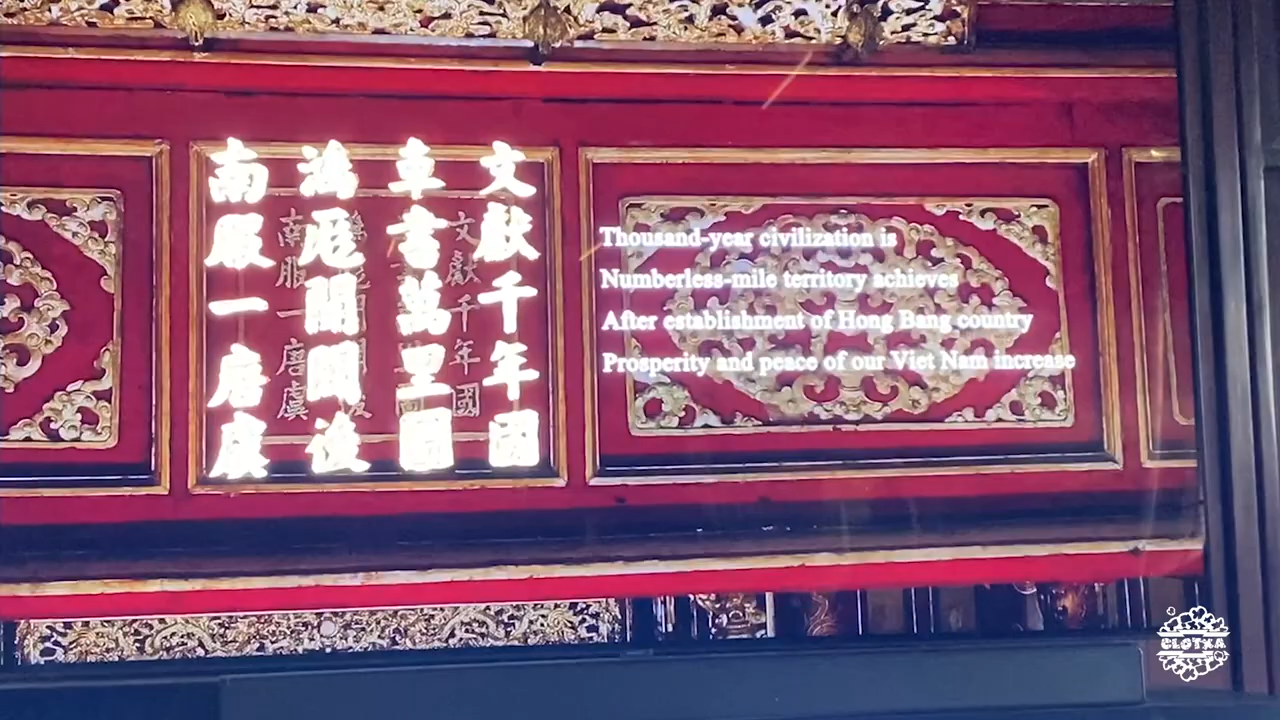 文獻千年國
車書萬里圖
鴻厖開闢後
南服一唐虞
Thousand-year civilization is
Numberless-mile territory achieves
After establishment of Hong Bang country
Prosperity and peace of our Viet Nam increase